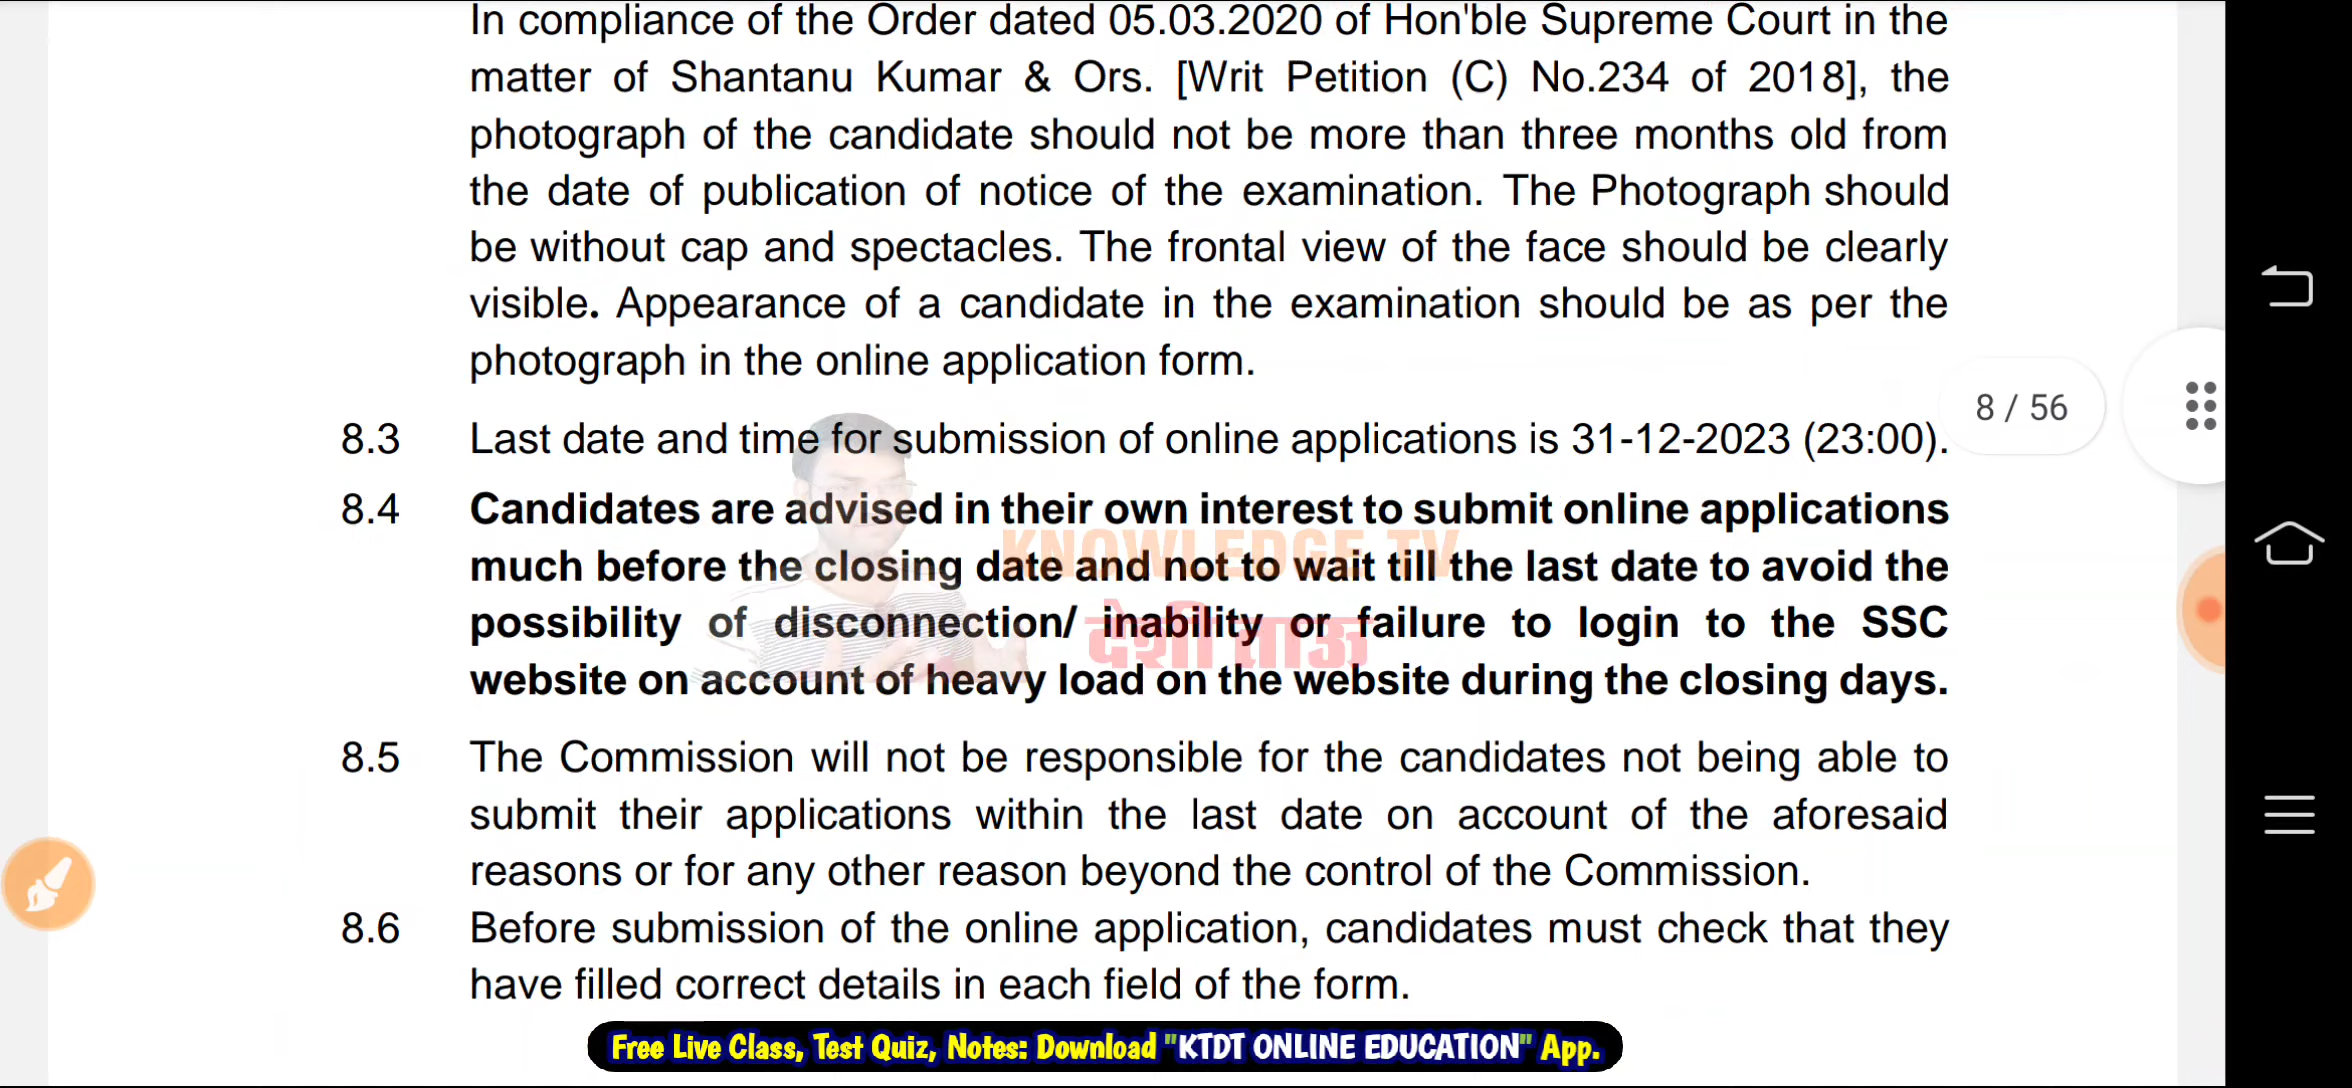 In compliance of the Order dated 05.03.2020 of Hon'ble Supreme Court in the
matter of Shantanu Kumar & Ors. [Writ Petition (C) No.234 of 2018], the
photograph of the candidate should not be more than three months old from
the date of publication of notice of the examination. The Photograph should
be without cap and spectacles. The frontal view of the face should be clearly
visible. Appearance of a candidate in the examination should be as per the
photograph in the online application form.
8 / 56
8.3 Last date and time for submission of online applications is 31-12-2023 (23:00).
8.4 Candidates are advised in their own interest to submit online applications
much before the closing date and not to wait till the last date to avoid the
possibility of disconnection/ inability or failure to login to the SSC
website on account of heavy load on the website during the closing days.
KNOWLEDGE TV
देशी ताऊ
8.5 The Commission will not be responsible for the candidates not being able to
submit their applications within the last date on account of the aforesaid
reasons or for any other reason beyond the control of the Commission.
8.6 Before submission of the online application, candidates must check that they
have filled correct details in each field of the form.
Free Live Class, Test Quiz, Notes: Download "KTDT ONLINE EDUCATION" App.